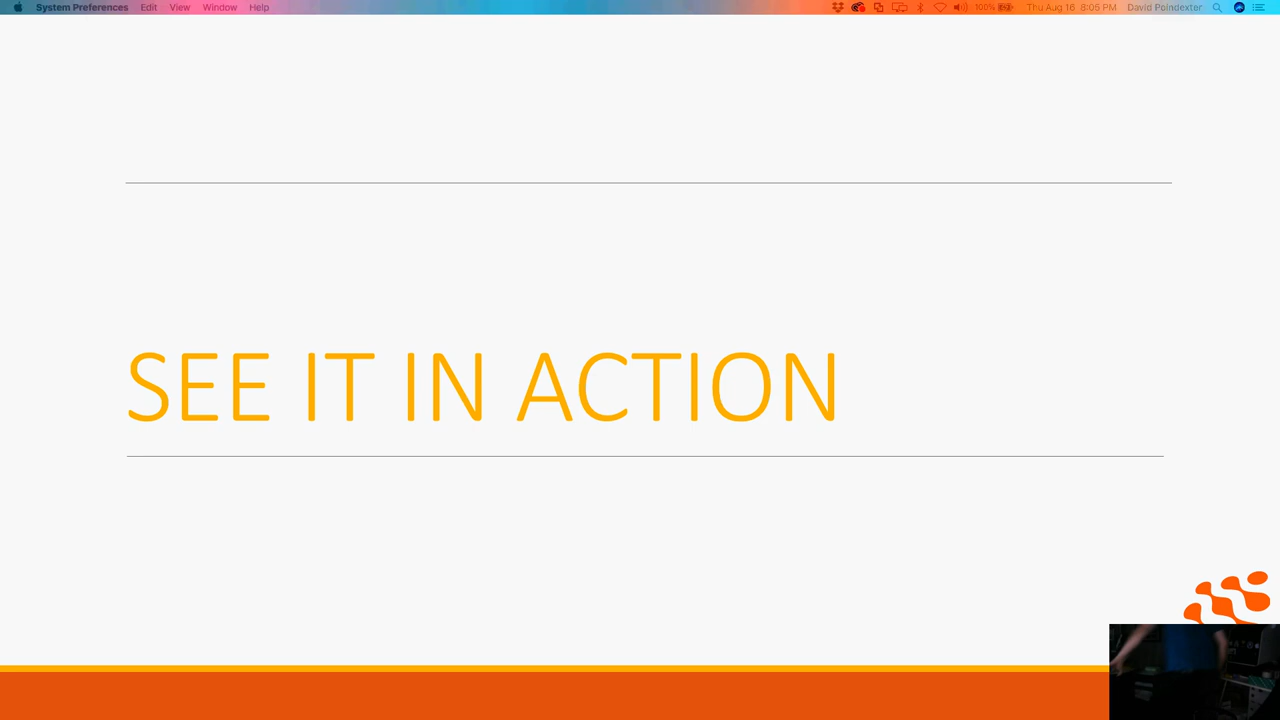 System Preferences Edit View Window Help 100% Thu Aug 16 8:05 PM David Poindexter
SEE IT IN ACTION